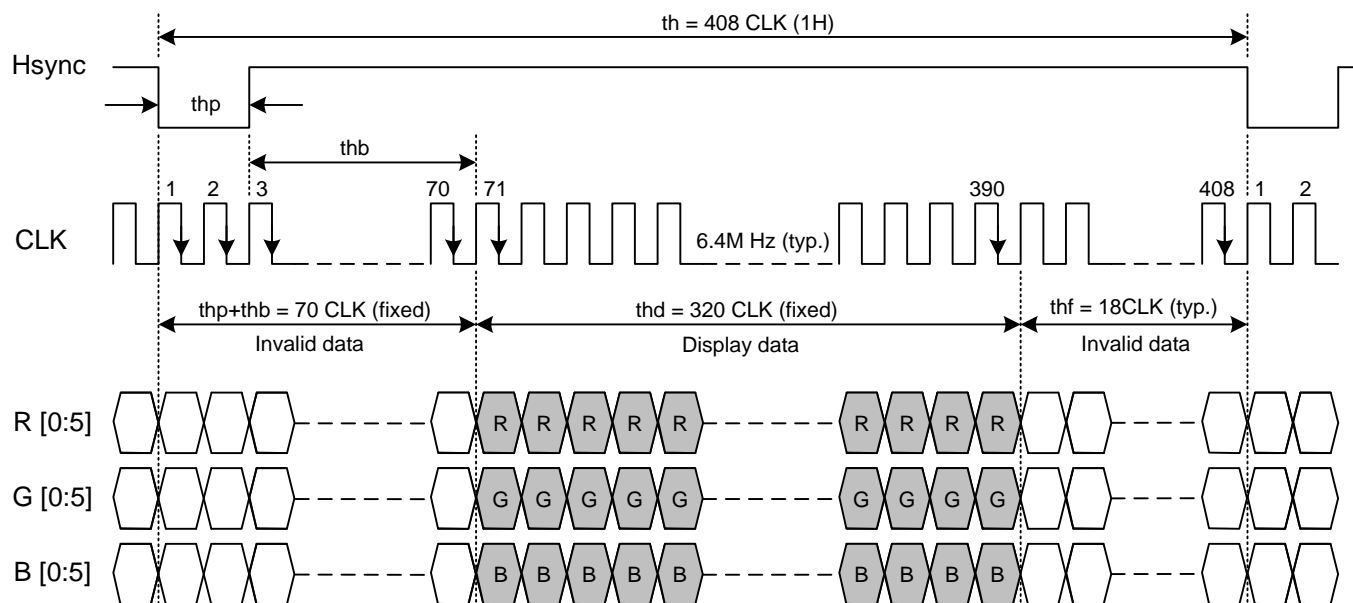 th = 408 CLK (1H)
Hsync
thp
thb
1 2 3 70 71 390 408 1 2
CLK
6.4M Hz (typ.)
thp+thb = 70 CLK (fixed) thd = 320 CLK (fixed) thf = 18CLK (typ.)
Invalid data Display data Invalid data
R [0:5] R R R R R R R R R
G [0:5] G G G G G G G G G
B [0:5] B B B B B B B B B